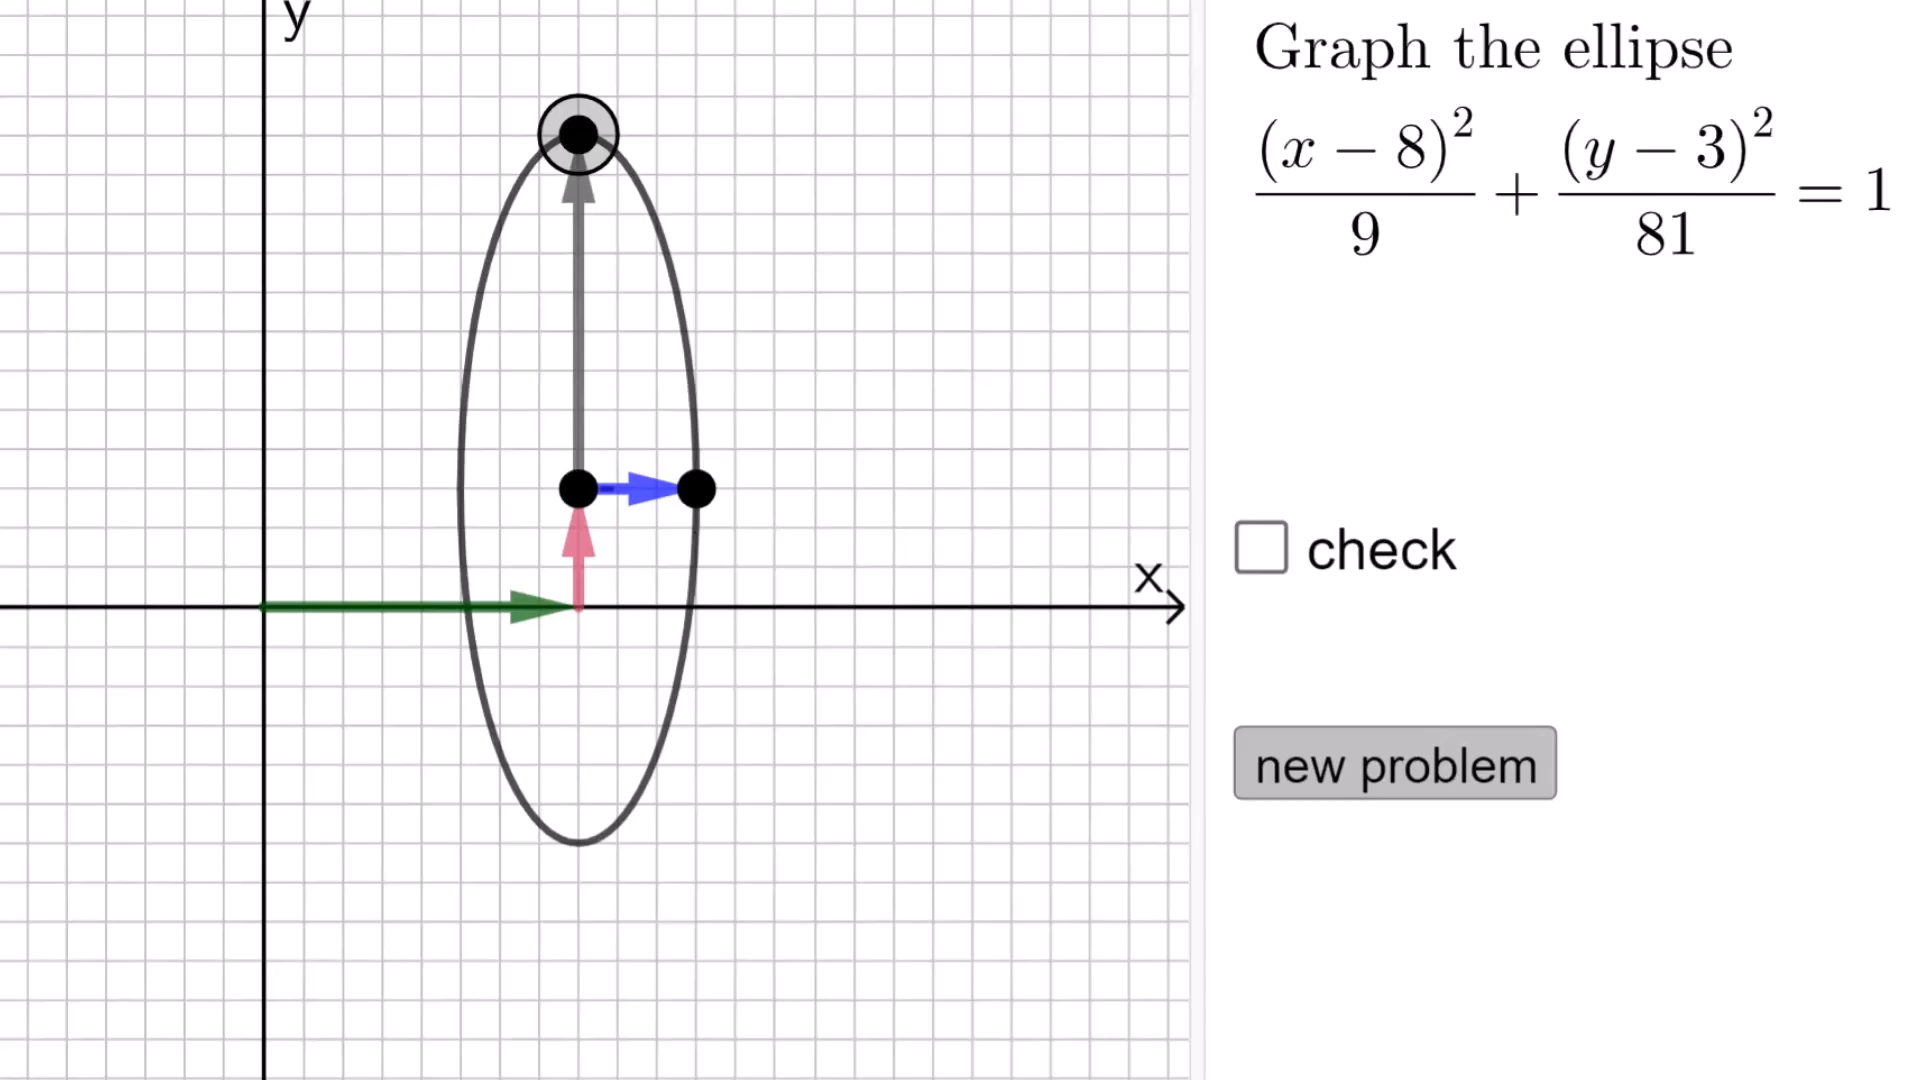 y
x
Graph the ellipse
(x − 8)²/9 + (y − 3)²/81 = 1
check
new problem